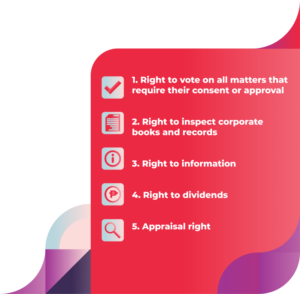 1. Right to vote on all matters that
require their consent or approval
2. Right to inspect corporate
books and records
3. Right to information
4. Right to dividends
5. Appraisal right